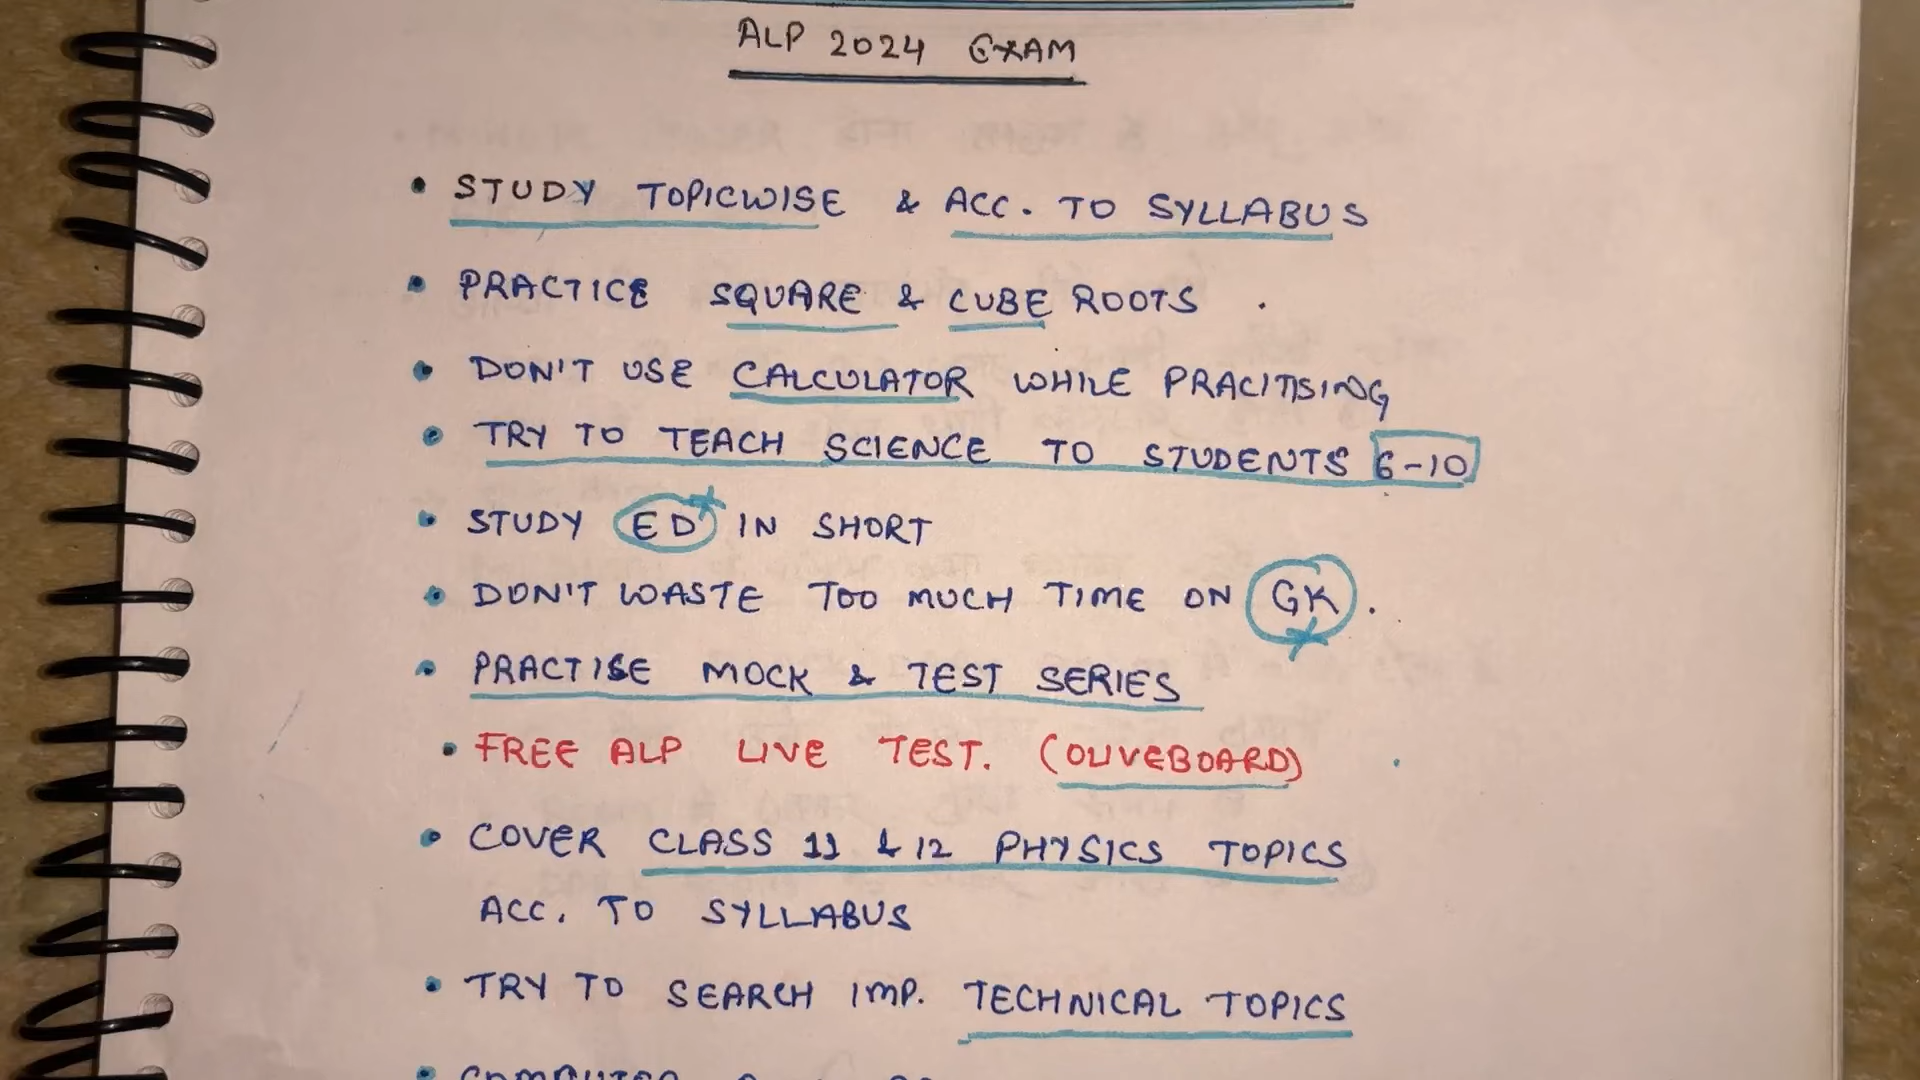 ALP 2024 EXAM
• STUDY TOPICWISE & ACC. TO SYLLABUS
• PRACTICE SQUARE & CUBE ROOTS .
• DON'T USE CALCULATOR WHILE PRACITISING
• TRY TO TEACH SCIENCE TO STUDENTS 6-10
• STUDY ED* IN SHORT
• DON'T WASTE TOO MUCH TIME ON GK.
• PRACTISE MOCK & TEST SERIES
• FREE ALP LIVE TEST. (OLIVEBOARD)
• COVER CLASS 11 & 12 PHYSICS TOPICS
ACC. TO SYLLABUS
• TRY TO SEARCH IMP. TECHNICAL TOPICS
• COMPUTER